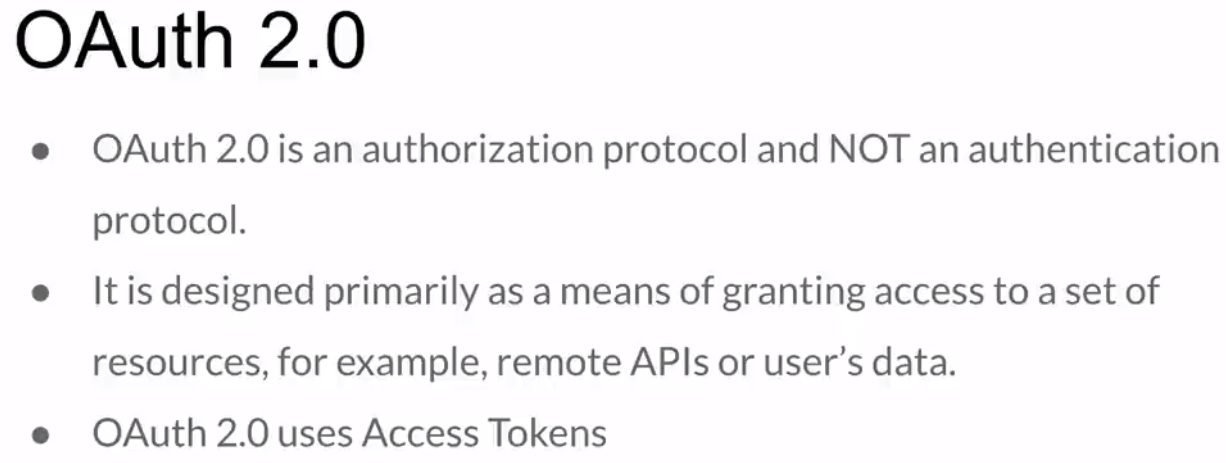 OAuth 2.0
● OAuth 2.0 is an authorization protocol and NOT an authentication
protocol.
● It is designed primarily as a means of granting access to a set of
resources, for example, remote APIs or user’s data.
● OAuth 2.0 uses Access Tokens